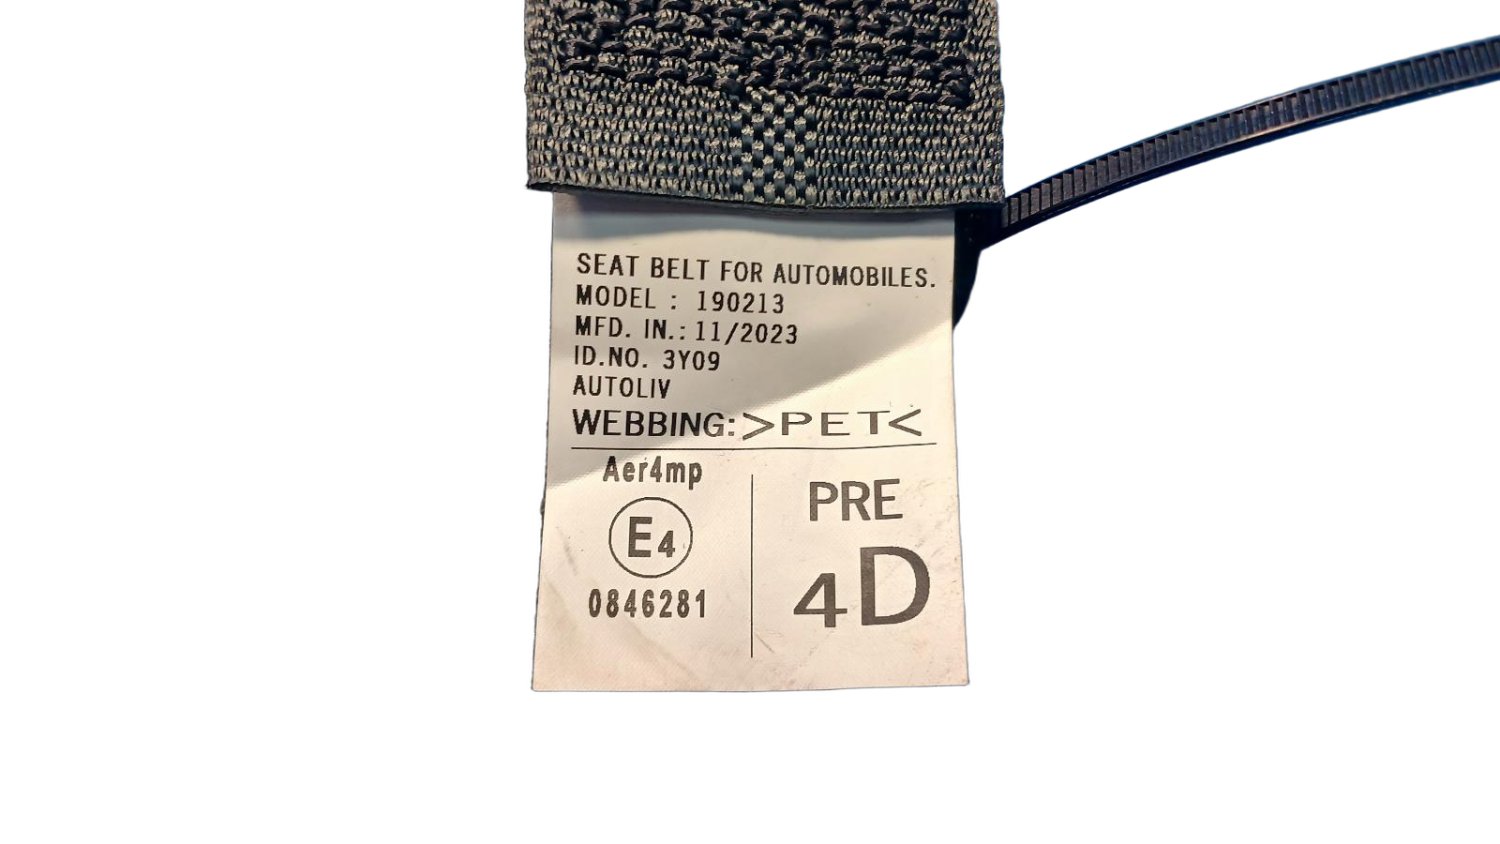 SEAT BELT FOR AUTOMOBILES.
MODEL : 190213
MFD. IN.: 11/2023
ID.NO. 3Y09
AUTOLIV
WEBBING: >PET<
Aer4mp
E4
0846281
PRE
4D